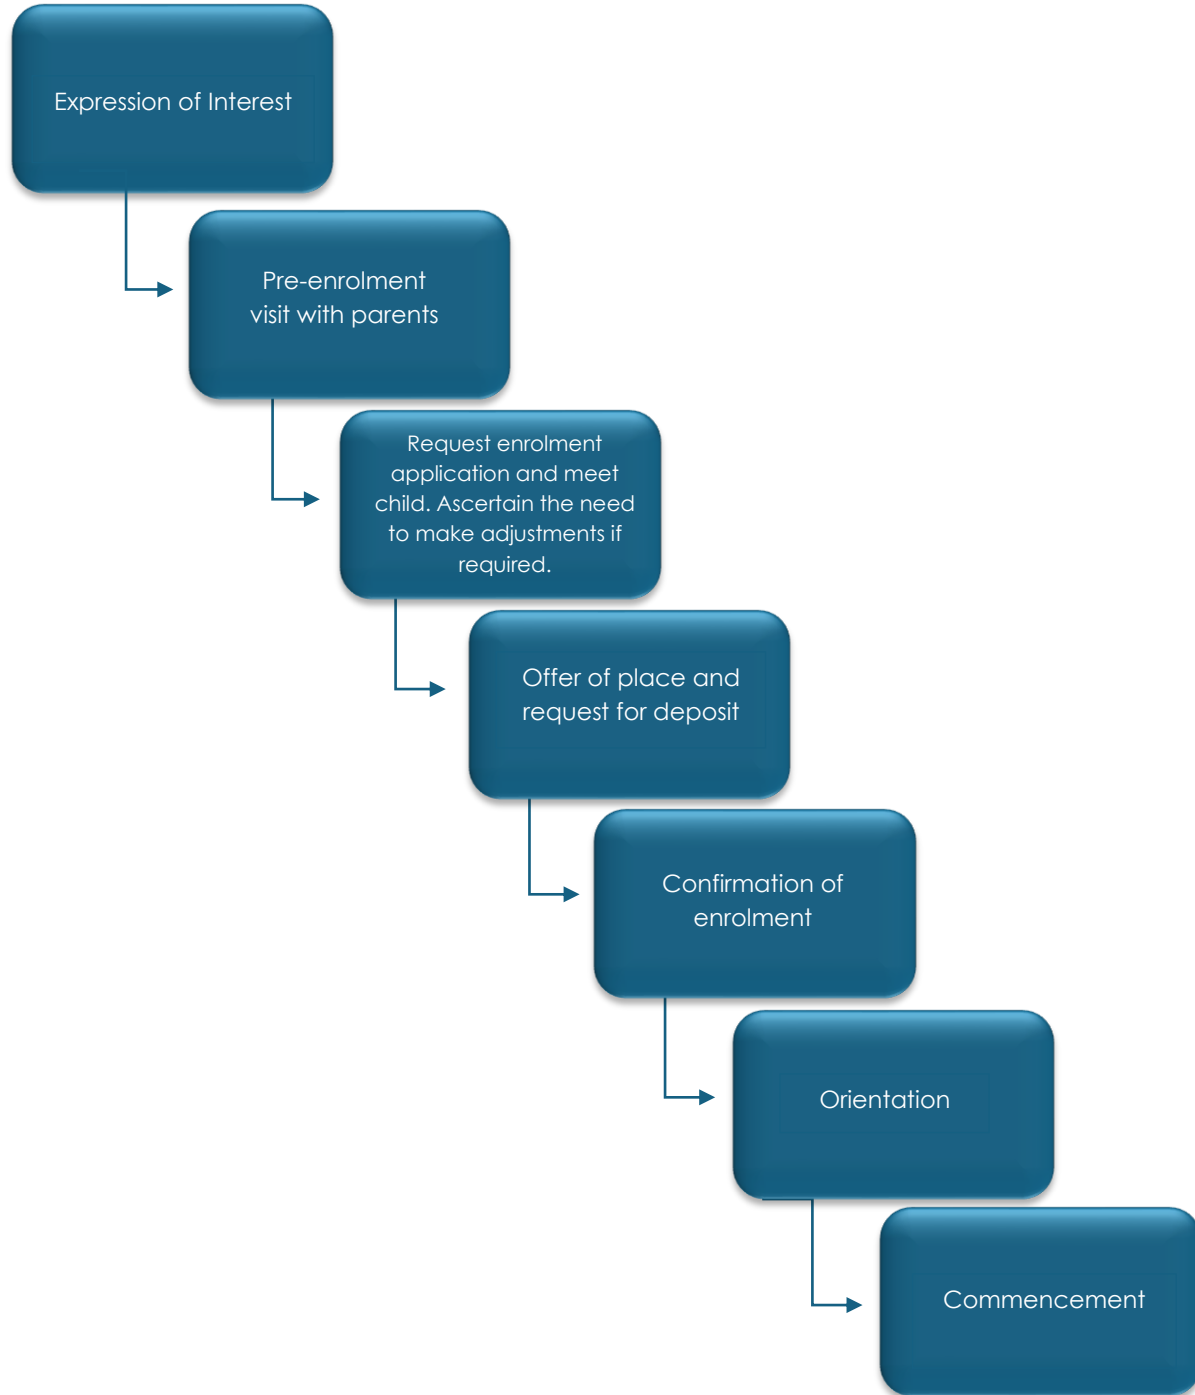 Expression of Interest
Pre-enrolment
visit with parents
Request enrolment
application and meet
child. Ascertain the need
to make adjustments if
required.
Offer of place and
request for deposit
Confirmation of
enrolment
Orientation
Commencement